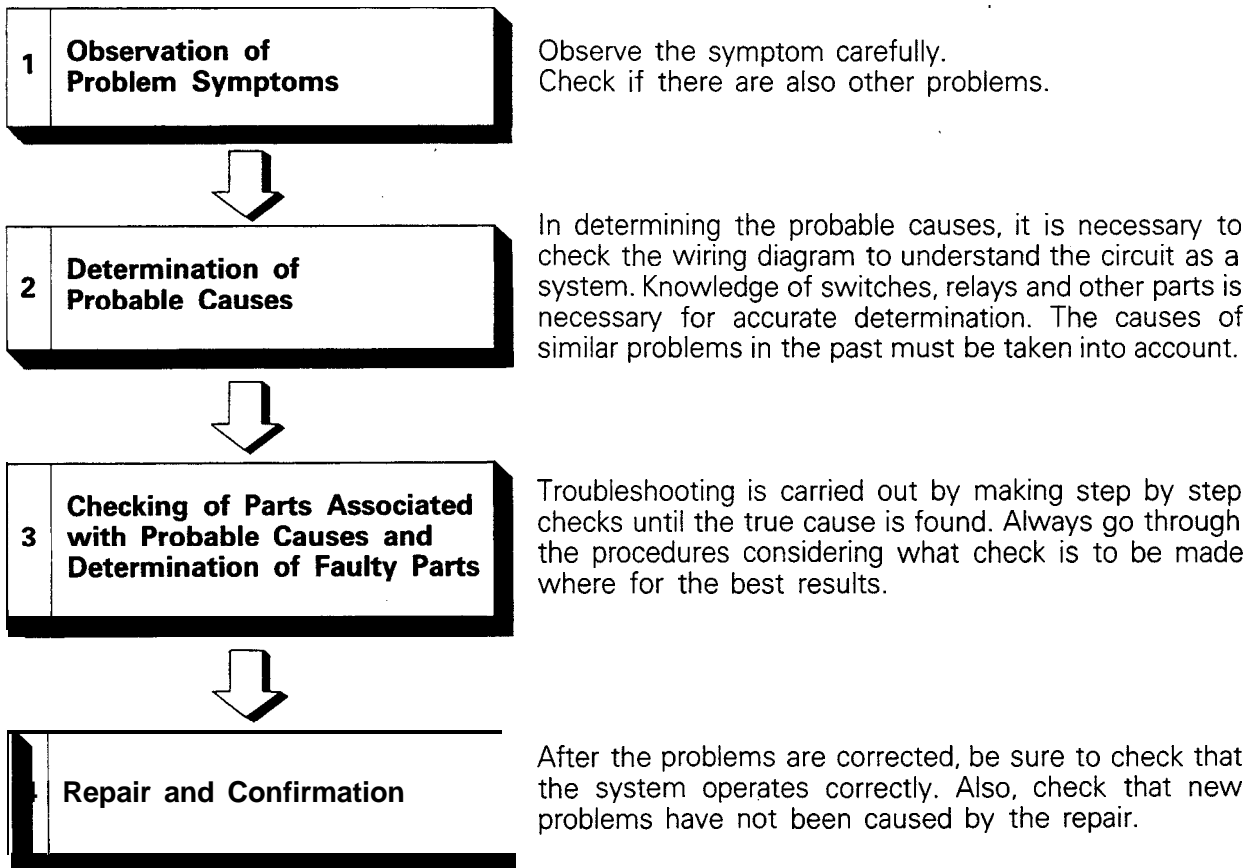 1
Observation of
Problem Symptoms
Observe the symptom carefully.
Check if there are also other problems.
2
Determination of
Probable Causes
In determining the probable causes, it is necessary to
check the wiring diagram to understand the circuit as a
system. Knowledge of switches, relays and other parts is
necessary for accurate determination. The causes of
similar problems in the past must be taken into account.
3
Checking of Parts Associated
with Probable Causes and
Determination of Faulty Parts
Troubleshooting is carried out by making step by step
checks until the true cause is found. Always go through
the procedures considering what check is to be made
where for the best results.
Repair and Confirmation
After the problems are corrected, be sure to check that
the system operates correctly. Also, check that new
problems have not been caused by the repair.